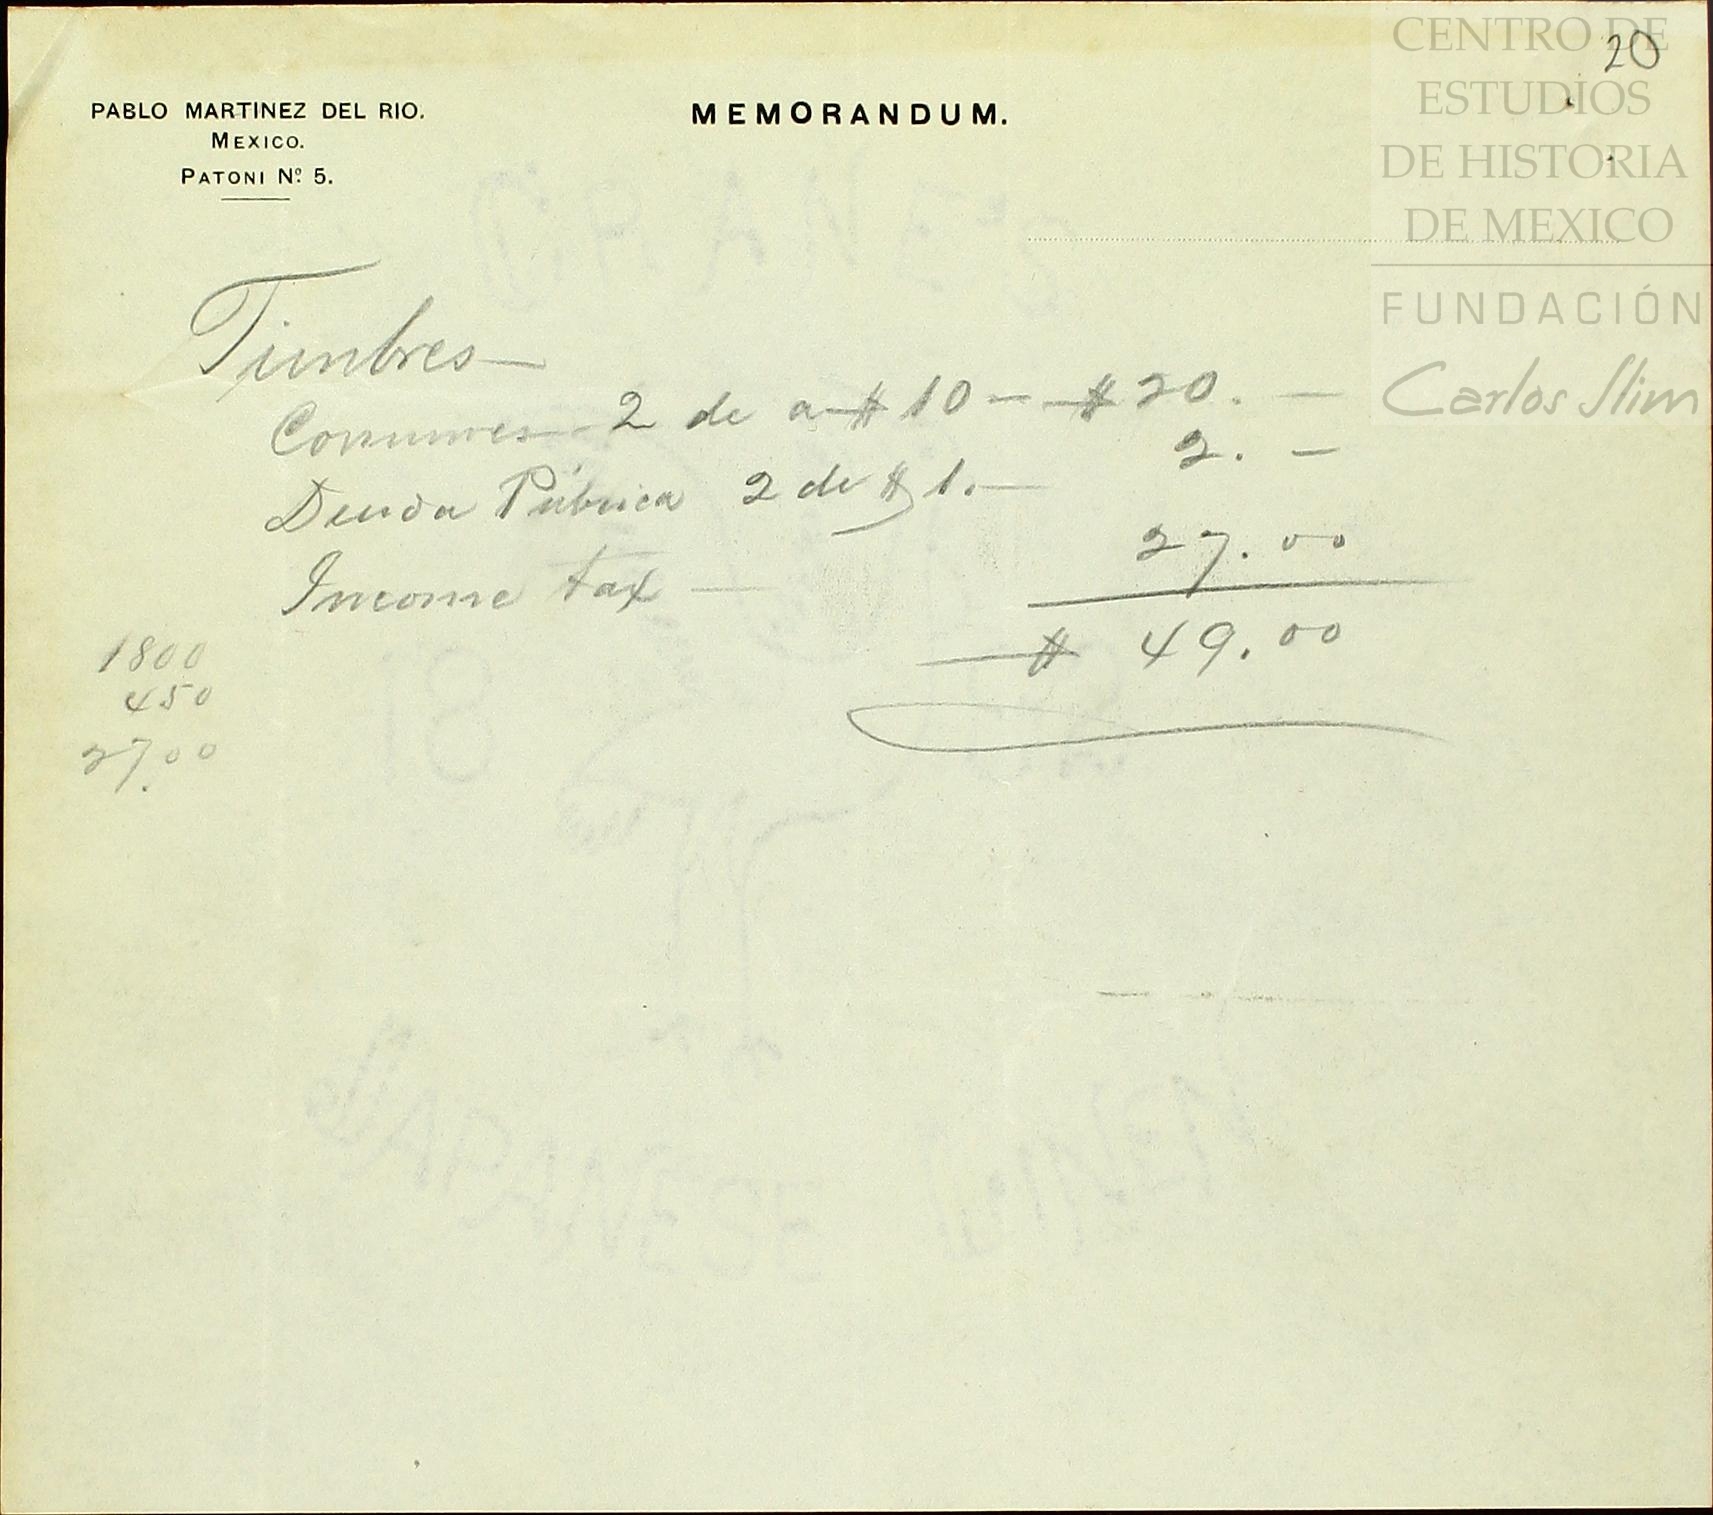 20
CENTRO DE
ESTUDIOS
DE HISTORIA
DE MEXICO
FUNDACIÓN
Carlos Slim
PABLO MARTINEZ DEL RIO.
MEXICO.
PATONI Nº 5.
MEMORANDUM.
Timbres—
Comunes 2 de a $ 10 — $ 20. —
Deuda Pública 2 de $ 1. — 2. —
Income tax — 27.00
$ 49.00
1800
450
27.00